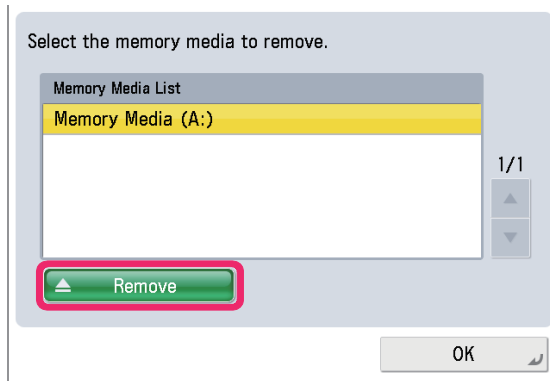 Select the memory media to remove.
Memory Media List
Memory Media (A:)
1/1
Remove
OK